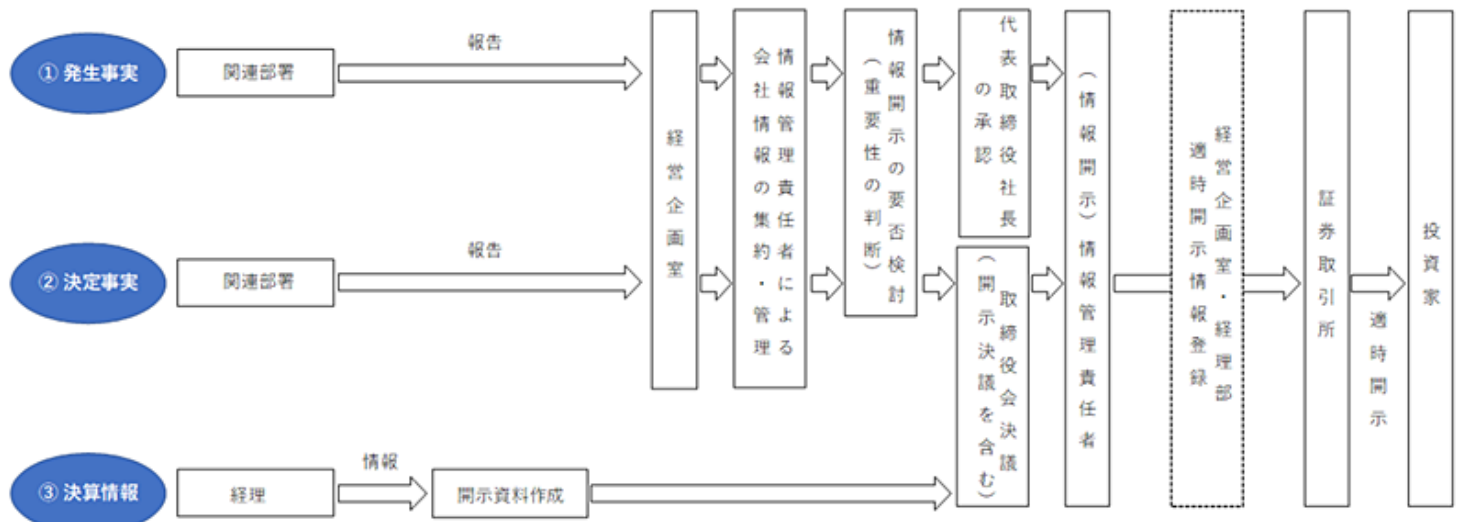 ① 発生事実
関連部署
報告
② 決定事実
関連部署
報告
③ 決算情報
経理
情報
開示資料作成
経営企画室
情報管理責任者による
会社情報の集約・管理
情報開示の要否検討
(重要性の判断)
代表取締役社長
の承認
取締役会決議
(開示決議を含む)
(情報開示)情報管理責任者
経営企画室・経理部
適時開示情報登録
証券取引所
適時開示
投資家